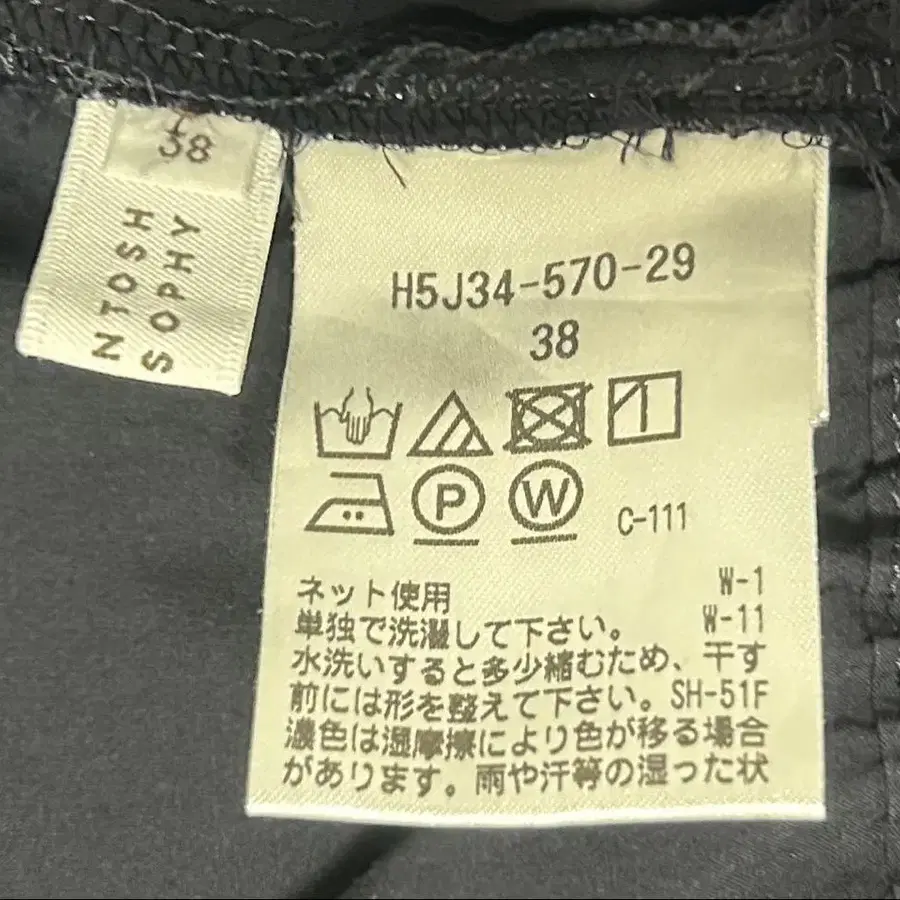 38
NTOSH
SOPHY
H5J34-570-29
38
P
W
C-111
ネット使用 W-1
単独で洗濯して下さい。 W-11
水洗いすると多少縮むため、干す
前には形を整えて下さい。SH-51F
濃色は湿摩擦により色が移る場合
があります。雨や汗等の湿った状